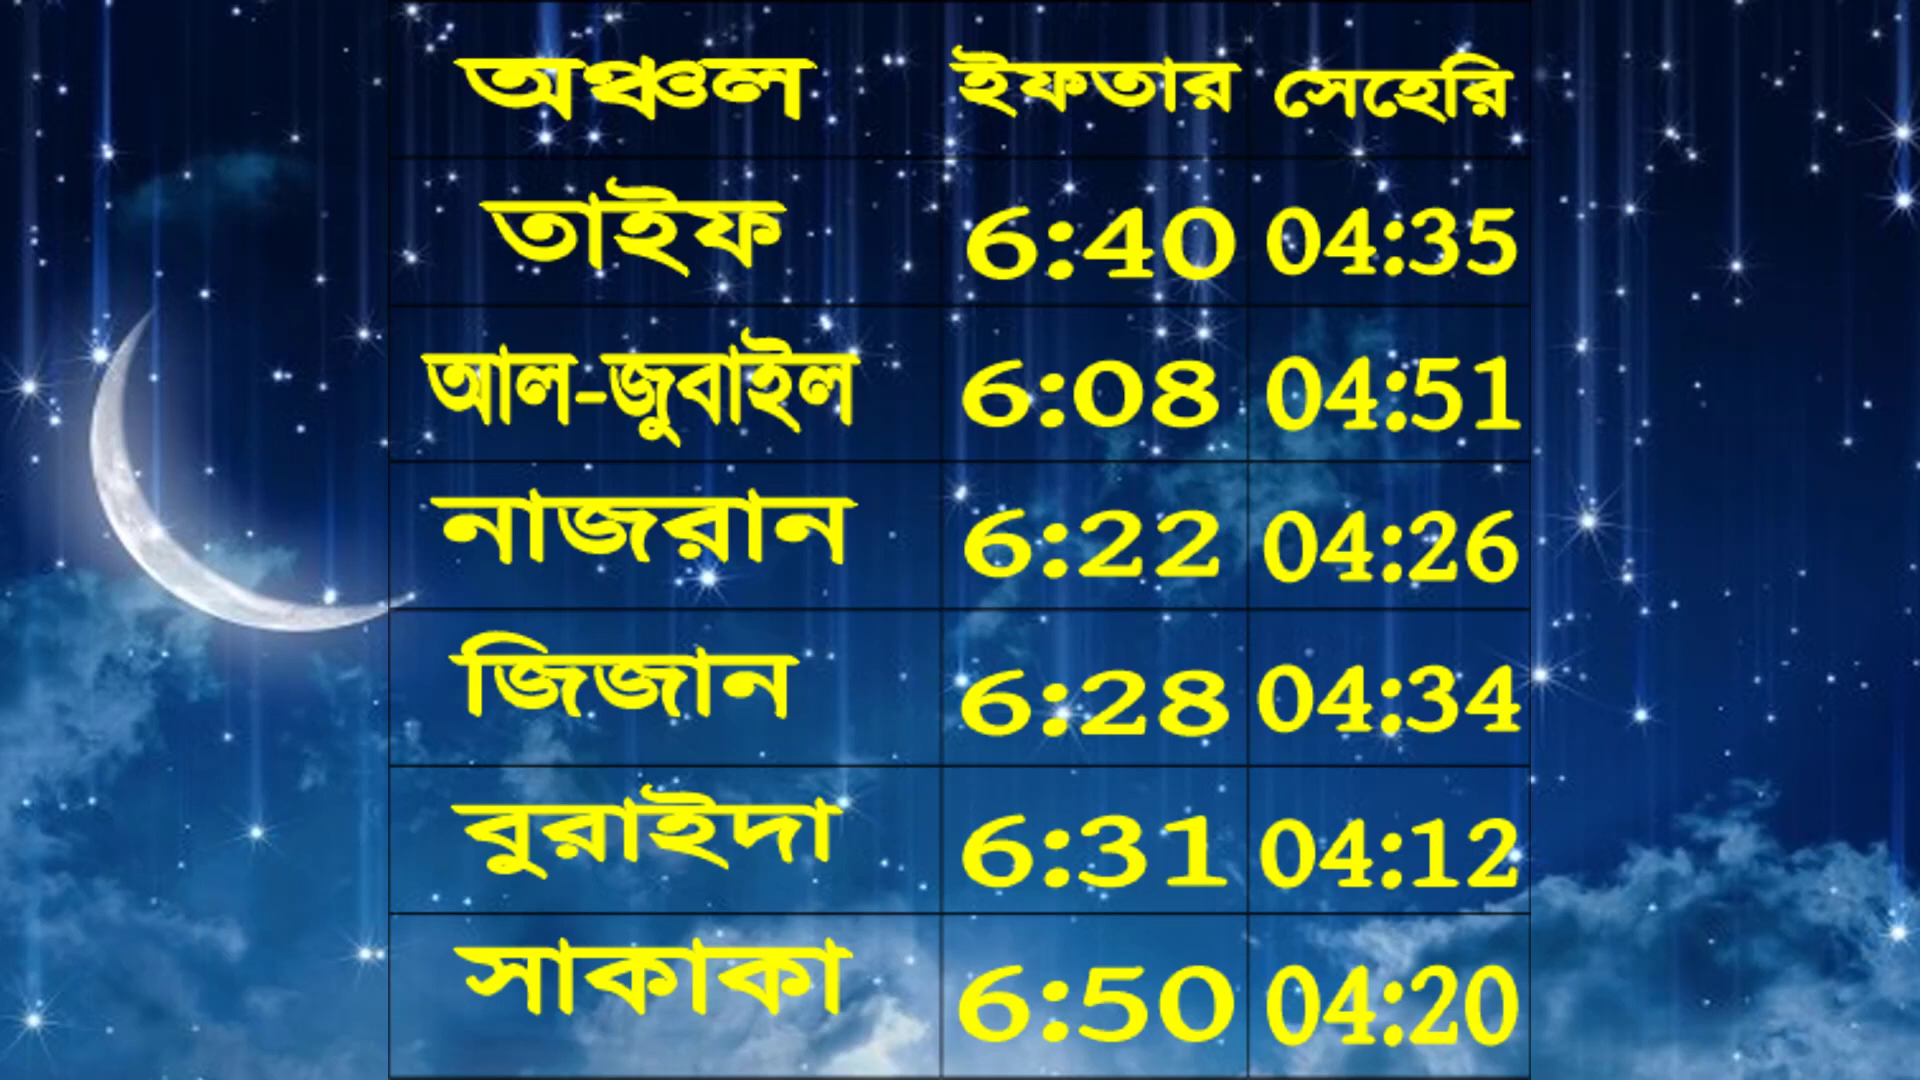 অঞ্চল ইফতার সেহেরি
তাইফ 6:40 04:35
আল-জুবাইল 6:08 04:51
নাজরান 6:22 04:26
জিজান 6:28 04:34
বুরাইদা 6:31 04:12
সাকাকা 6:50 04:20